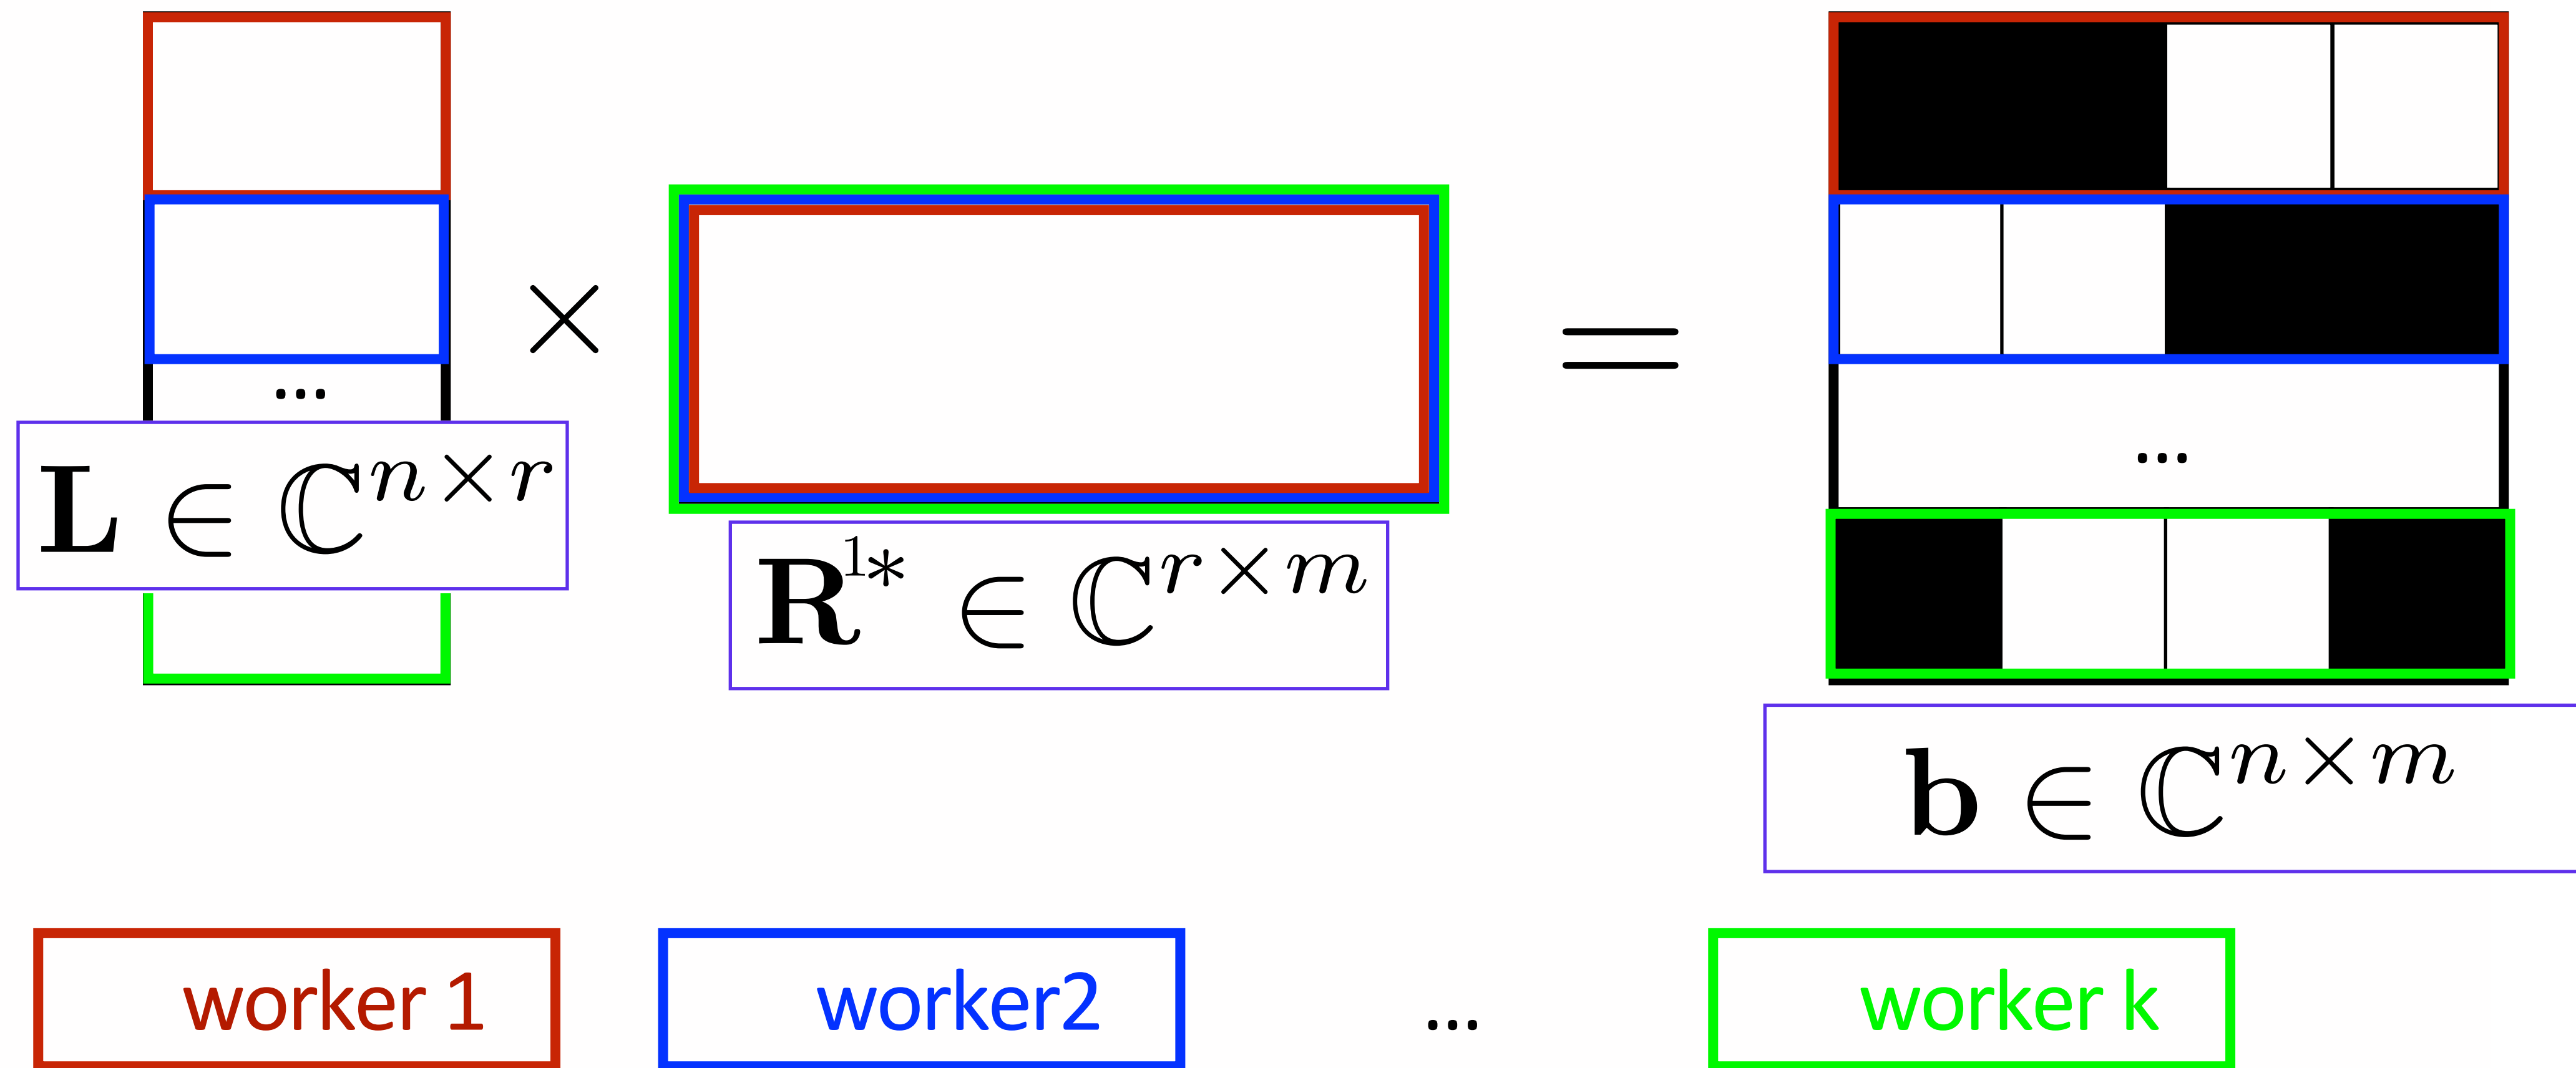 ×
=
...
...
𝐋 ∈ ℂ^{n×r}
𝐑^{1*} ∈ ℂ^{r×m}
𝐛 ∈ ℂ^{n×m}
worker 1
worker2
...
worker k